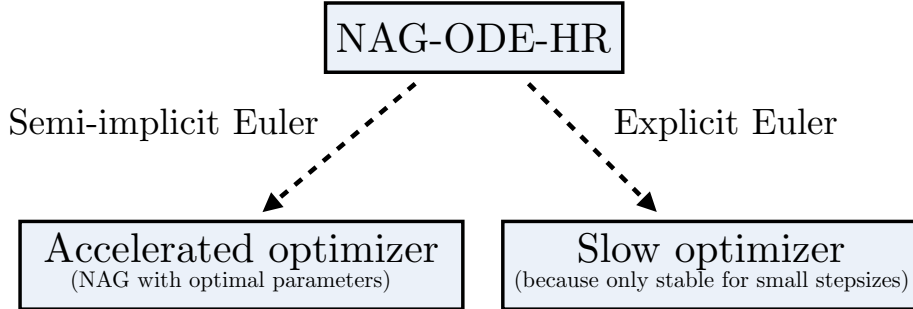 NAG-ODE-HR
Semi-implicit Euler
Explicit Euler
Accelerated optimizer
(NAG with optimal parameters)
Slow optimizer
(because only stable for small stepsizes)